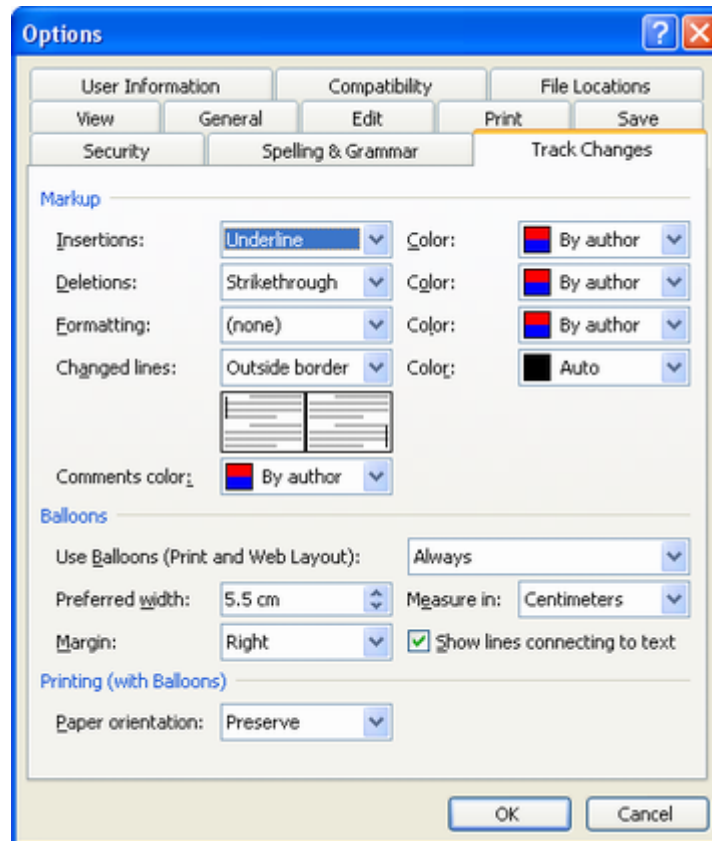 Options
User Information Compatibility File Locations
View General Edit Print Save
Security Spelling & Grammar Track Changes
Markup
Insertions: Underline Color: By author
Deletions: Strikethrough Color: By author
Formatting: (none) Color: By author
Changed lines: Outside border Color: Auto
Comments color: By author
Balloons
Use Balloons (Print and Web Layout): Always
Preferred width: 5.5 cm Measure in: Centimeters
Margin: Right Show lines connecting to text
Printing (with Balloons)
Paper orientation: Preserve
OK Cancel